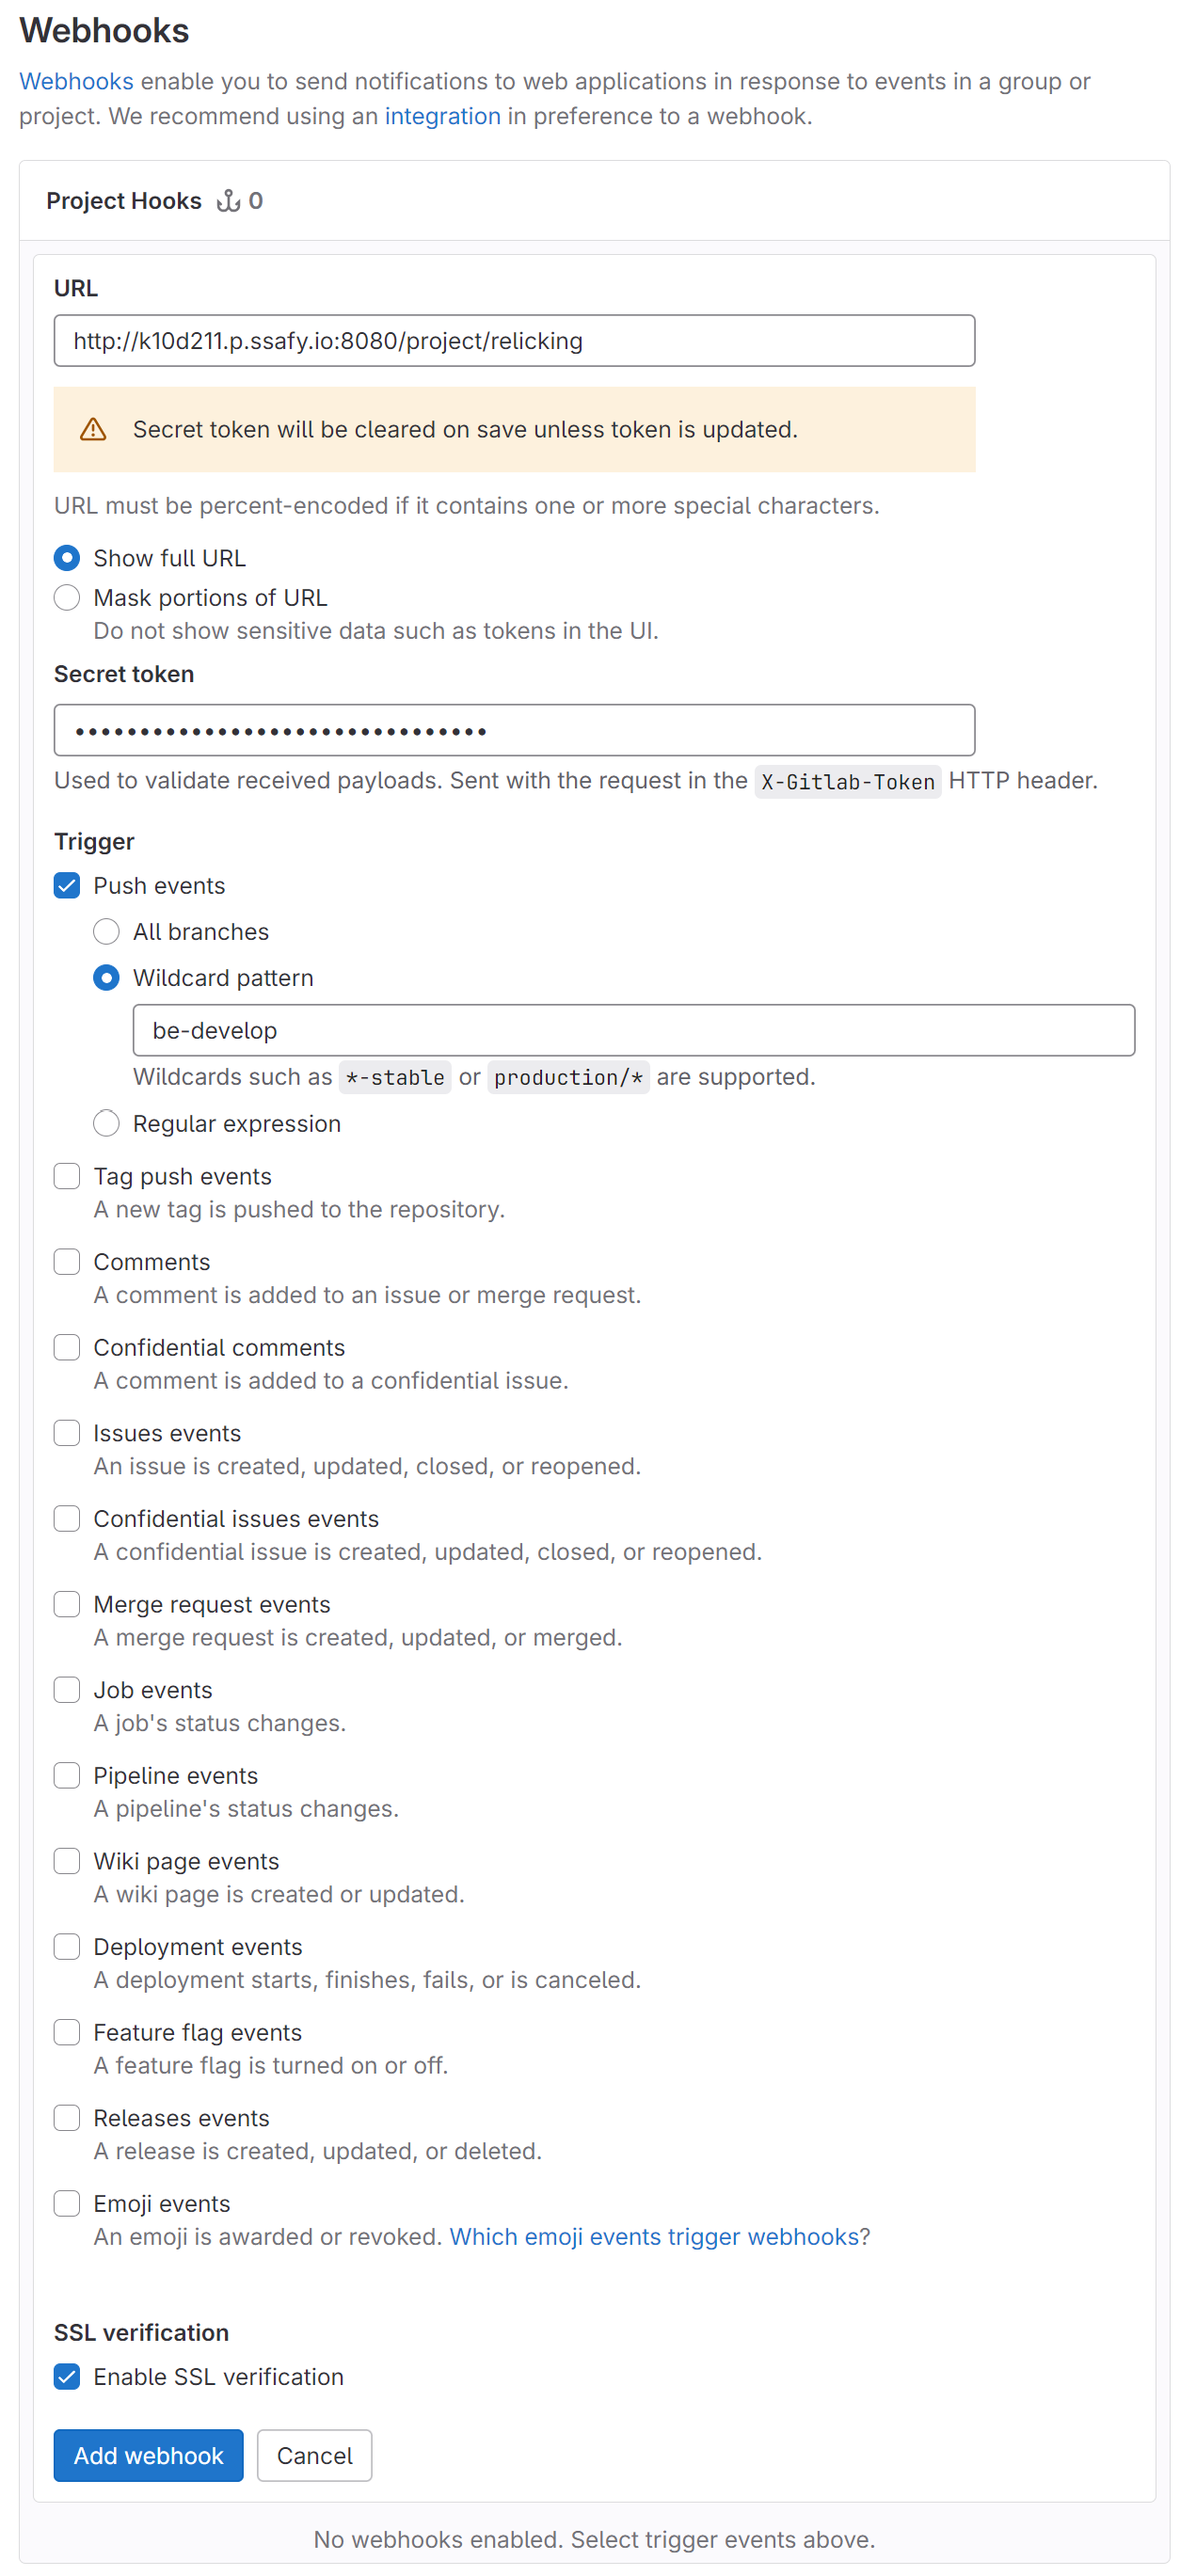 Webhooks
Webhooks enable you to send notifications to web applications in response to events in a group or
project. We recommend using an integration in preference to a webhook.
Project Hooks 0
URL
http://k10d211.p.ssafy.io:8080/project/relicking
Secret token will be cleared on save unless token is updated.
URL must be percent-encoded if it contains one or more special characters.
Show full URL
Mask portions of URL
Do not show sensitive data such as tokens in the UI.
Secret token
••••••••••••••••••••••••••••••••
Used to validate received payloads. Sent with the request in the X-Gitlab-Token HTTP header.
Trigger
Push events
All branches
Wildcard pattern
be-develop
Wildcards such as *-stable or production/* are supported.
Regular expression
Tag push events
A new tag is pushed to the repository.
Comments
A comment is added to an issue or merge request.
Confidential comments
A comment is added to a confidential issue.
Issues events
An issue is created, updated, closed, or reopened.
Confidential issues events
A confidential issue is created, updated, closed, or reopened.
Merge request events
A merge request is created, updated, or merged.
Job events
A job's status changes.
Pipeline events
A pipeline's status changes.
Wiki page events
A wiki page is created or updated.
Deployment events
A deployment starts, finishes, fails, or is canceled.
Feature flag events
A feature flag is turned on or off.
Releases events
A release is created, updated, or deleted.
Emoji events
An emoji is awarded or revoked. Which emoji events trigger webhooks?
SSL verification
Enable SSL verification
Add webhook Cancel
No webhooks enabled. Select trigger events above.